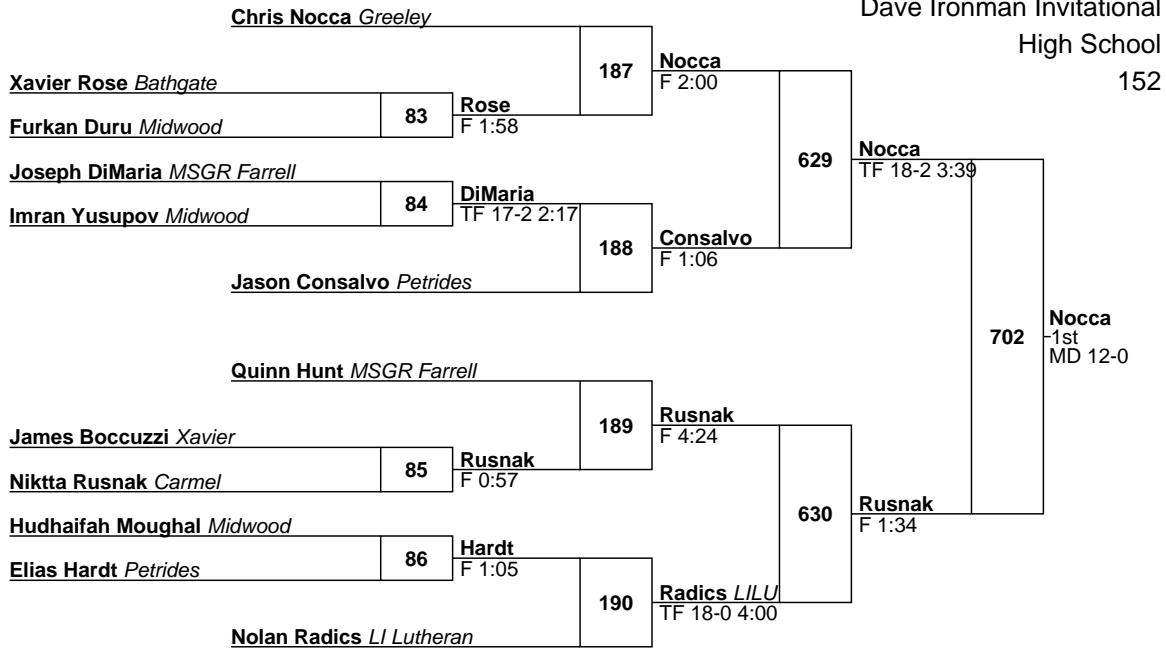 Dave Ironman Invitational
High School
152
Chris Nocca Greeley
187
Nocca
F 2:00
Xavier Rose Bathgate
83
Rose
F 1:58
Furkan Duru Midwood
629
Nocca
TF 18-2 3:39
Joseph DiMaria MSGR Farrell
84
DiMaria
TF 17-2 2:17
Imran Yusupov Midwood
188
Consalvo
F 1:06
Jason Consalvo Petrides
702
Nocca
1st
MD 12-0
Quinn Hunt MSGR Farrell
189
Rusnak
F 4:24
James Boccuzzi Xavier
85
Rusnak
F 0:57
Niktta Rusnak Carmel
630
Rusnak
F 1:34
Hudhaifah Moughal Midwood
86
Hardt
F 1:05
Elias Hardt Petrides
190
Radics LILU
TF 18-0 4:00
Nolan Radics LI Lutheran